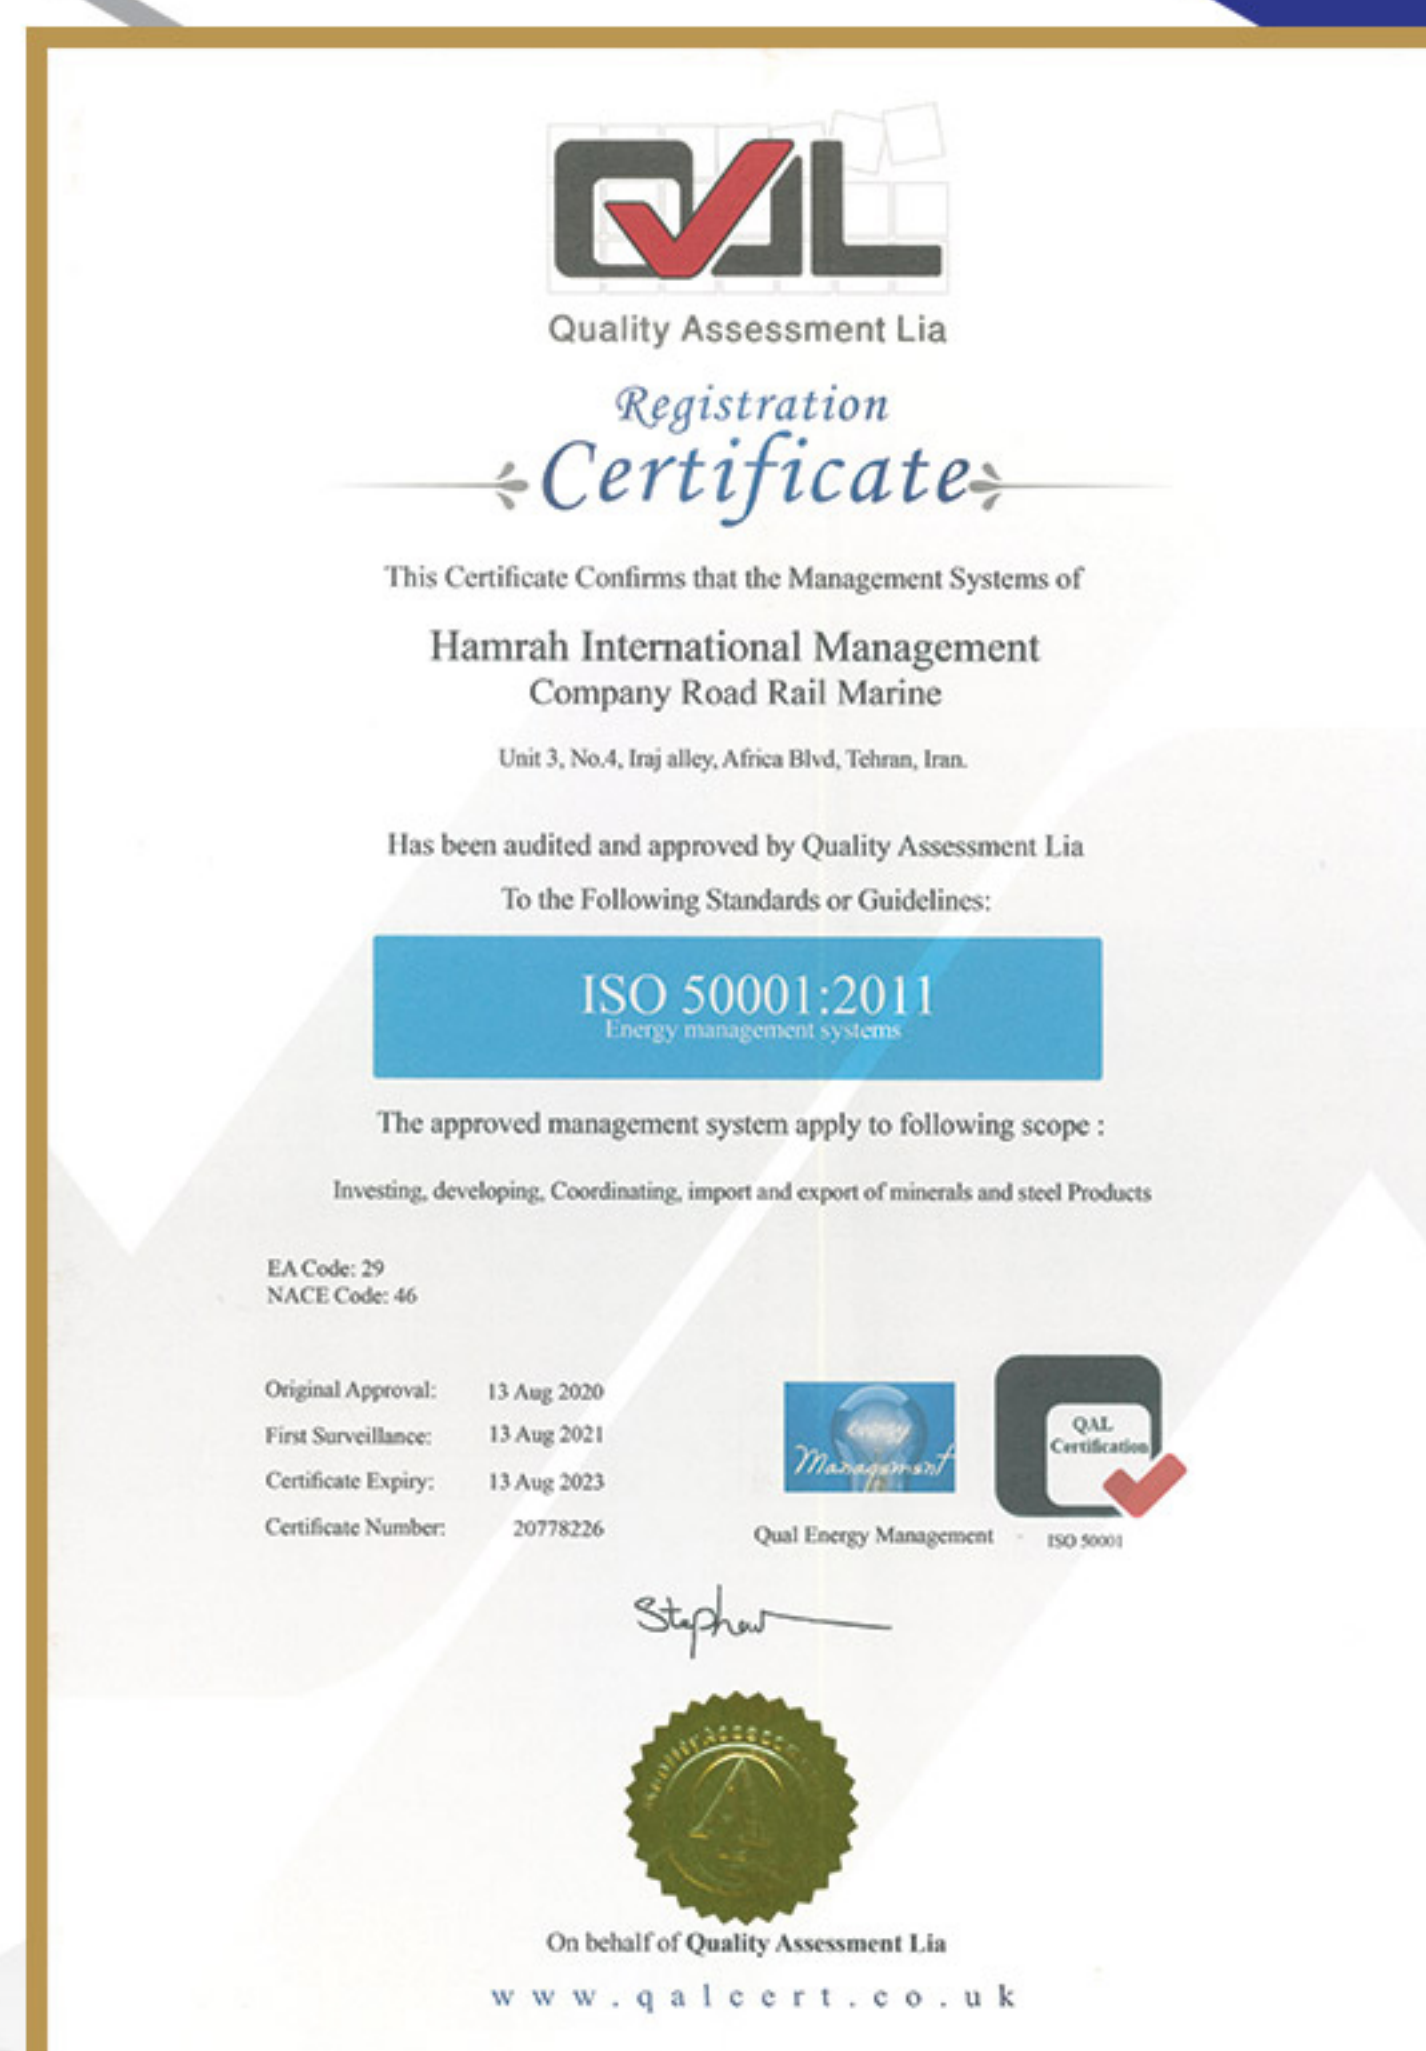 QAL
Quality Assessment Lia
Registration
Certificate
This Certificate Confirms that the Management Systems of
Hamrah International Management
Company Road Rail Marine
Unit 3, No.4, Iraj alley, Africa Blvd, Tehran, Iran.
Has been audited and approved by Quality Assessment Lia
To the Following Standards or Guidelines:
ISO 50001:2011
Energy management systems
The approved management system apply to following scope :
Investing, developing, Coordinating, import and export of minerals and steel Products
EA Code: 29
NACE Code: 46
Original Approval: 13 Aug 2020
First Surveillance: 13 Aug 2021
Certificate Expiry: 13 Aug 2023
Certificate Number: 20778226
energy
Management
Qual Energy Management
QAL
Certification
ISO 50001
On behalf of Quality Assessment Lia
www.qalcert.co.uk